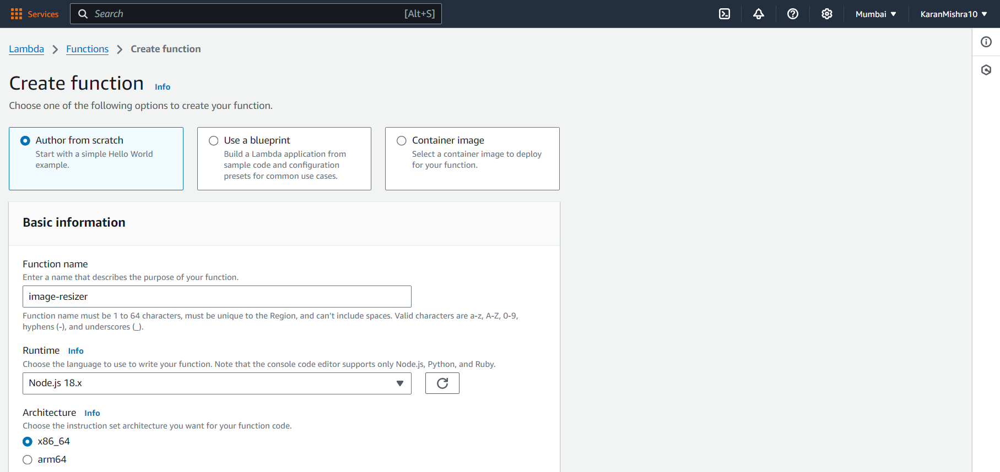 Services
Search [Alt+S]
Mumbai
KaranMishra10
Lambda Functions Create function
Create function Info
Choose one of the following options to create your function.
Author from scratch
Start with a simple Hello World
example.
Use a blueprint
Build a Lambda application from
sample code and configuration
presets for common use cases.
Container image
Select a container image to deploy
for your function.
Basic information
Function name
Enter a name that describes the purpose of your function.
image-resizer
Function name must be 1 to 64 characters, must be unique to the Region, and can’t include spaces. Valid characters are a-z, A-Z, 0-9,
hyphens (-), and underscores (_).
Runtime Info
Choose the language to use to write your function. Note that the console code editor supports only Node.js, Python, and Ruby.
Node.js 18.x
Architecture Info
Choose the instruction set architecture you want for your function code.
x86_64
arm64